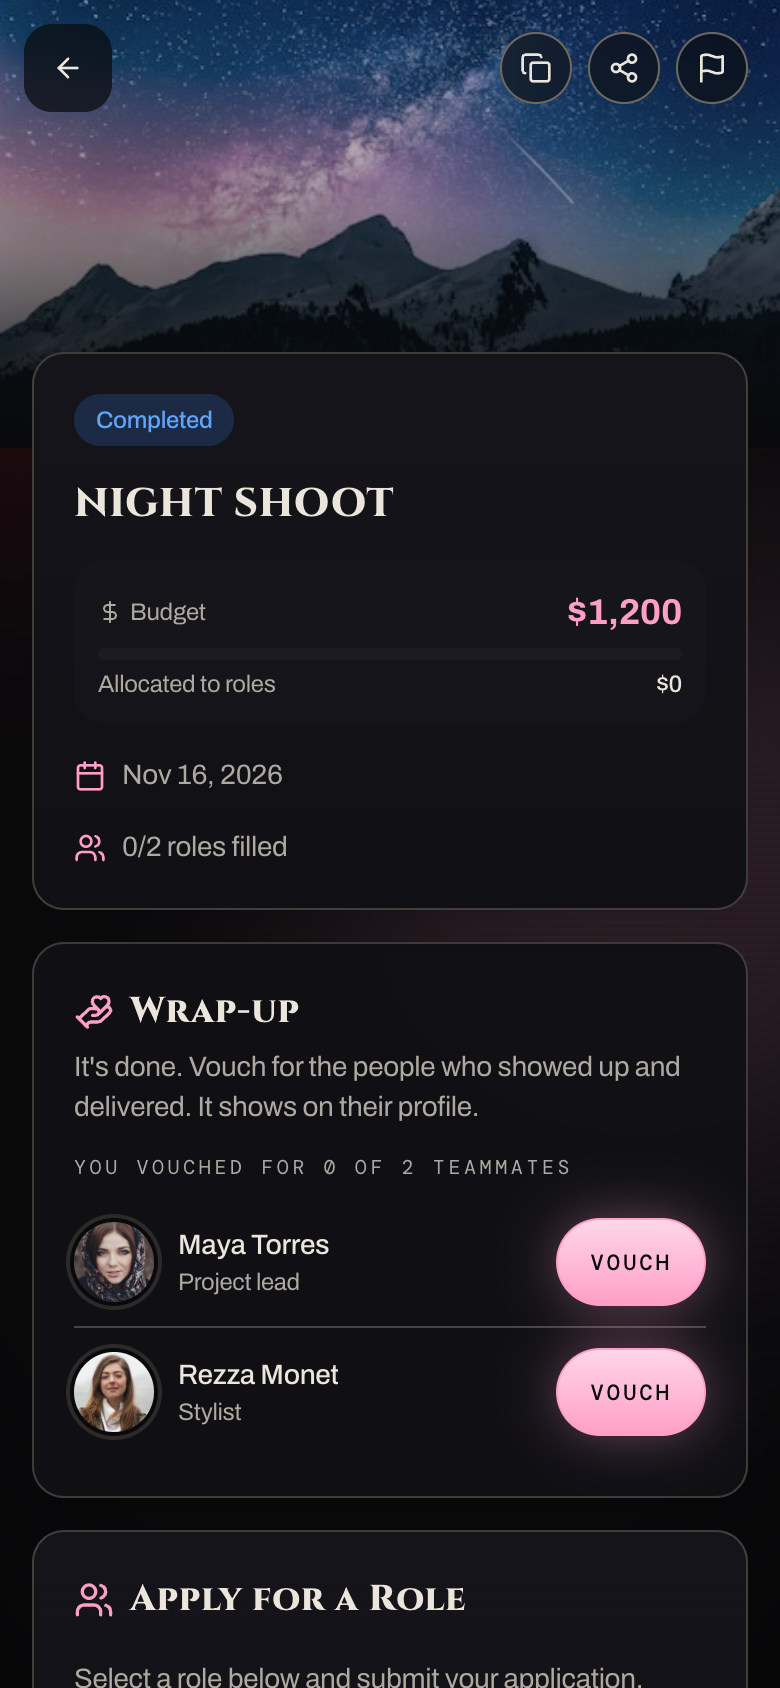 Completed
NIGHT SHOOT
Budget
$1,200
Allocated to roles
$0
Nov 16, 2026
0/2 roles filled
Wrap-up
It's done. Vouch for the people who showed up and
delivered. It shows on their profile.
YOU VOUCHED FOR 0 OF 2 TEAMMATES
Maya Torres
Project lead
VOUCH
Rezza Monet
Stylist
VOUCH
Apply for a Role
Select a role below and submit your application.